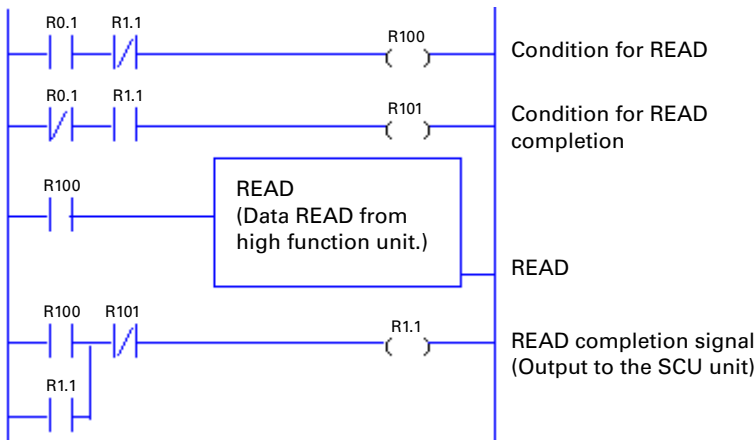 R0.1 R1.1 R100 Condition for READ
R0.1 R1.1 R101 Condition for READ
completion
R100 READ
(Data READ from
high function unit.)
READ
R100 R101 R1.1 READ completion signal
(Output to the SCU unit)
R1.1